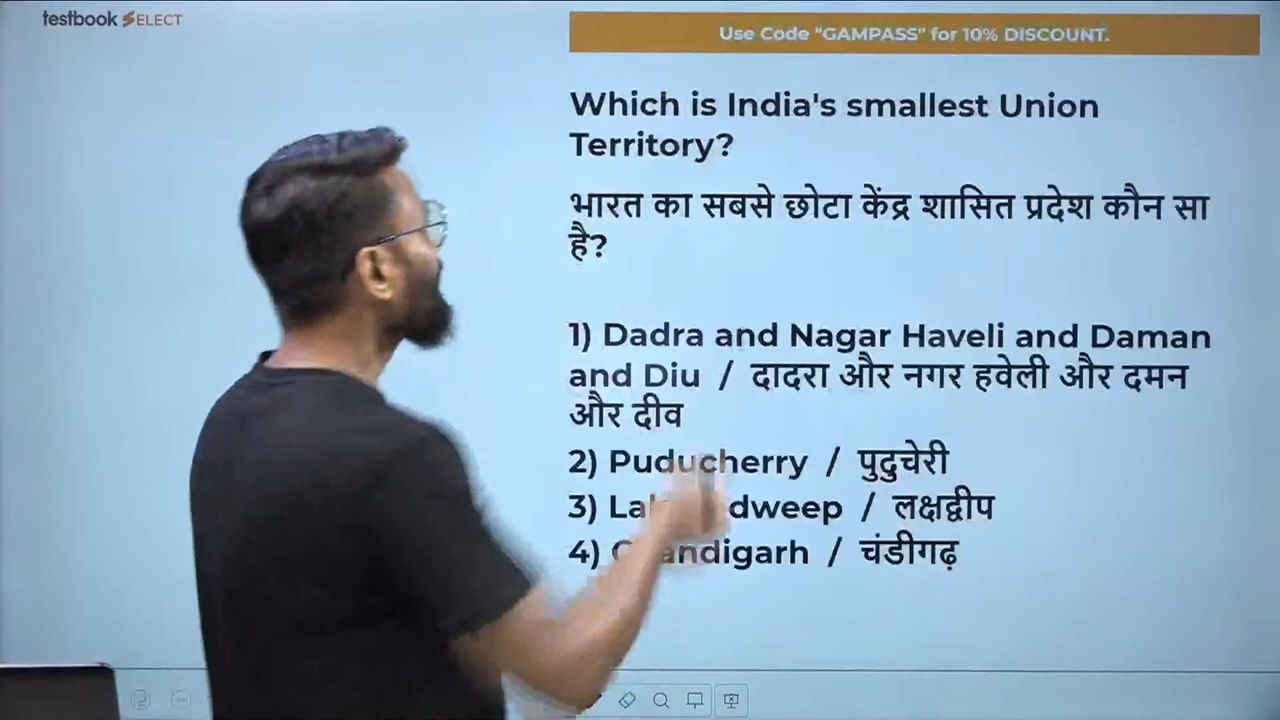 testbook SELECT
Use Code "GAMPASS" for 10% DISCOUNT.
Which is India's smallest Union
Territory?
भारत का सबसे छोटा केंद्र शासित प्रदेश कौन सा
है?
1) Dadra and Nagar Haveli and Daman
and Diu / दादरा और नगर हवेली और दमन
और दीव
2) Puducherry / पुदुचेरी
3) / लक्षद्वीप
4) Chandigarh / चंडीगढ़